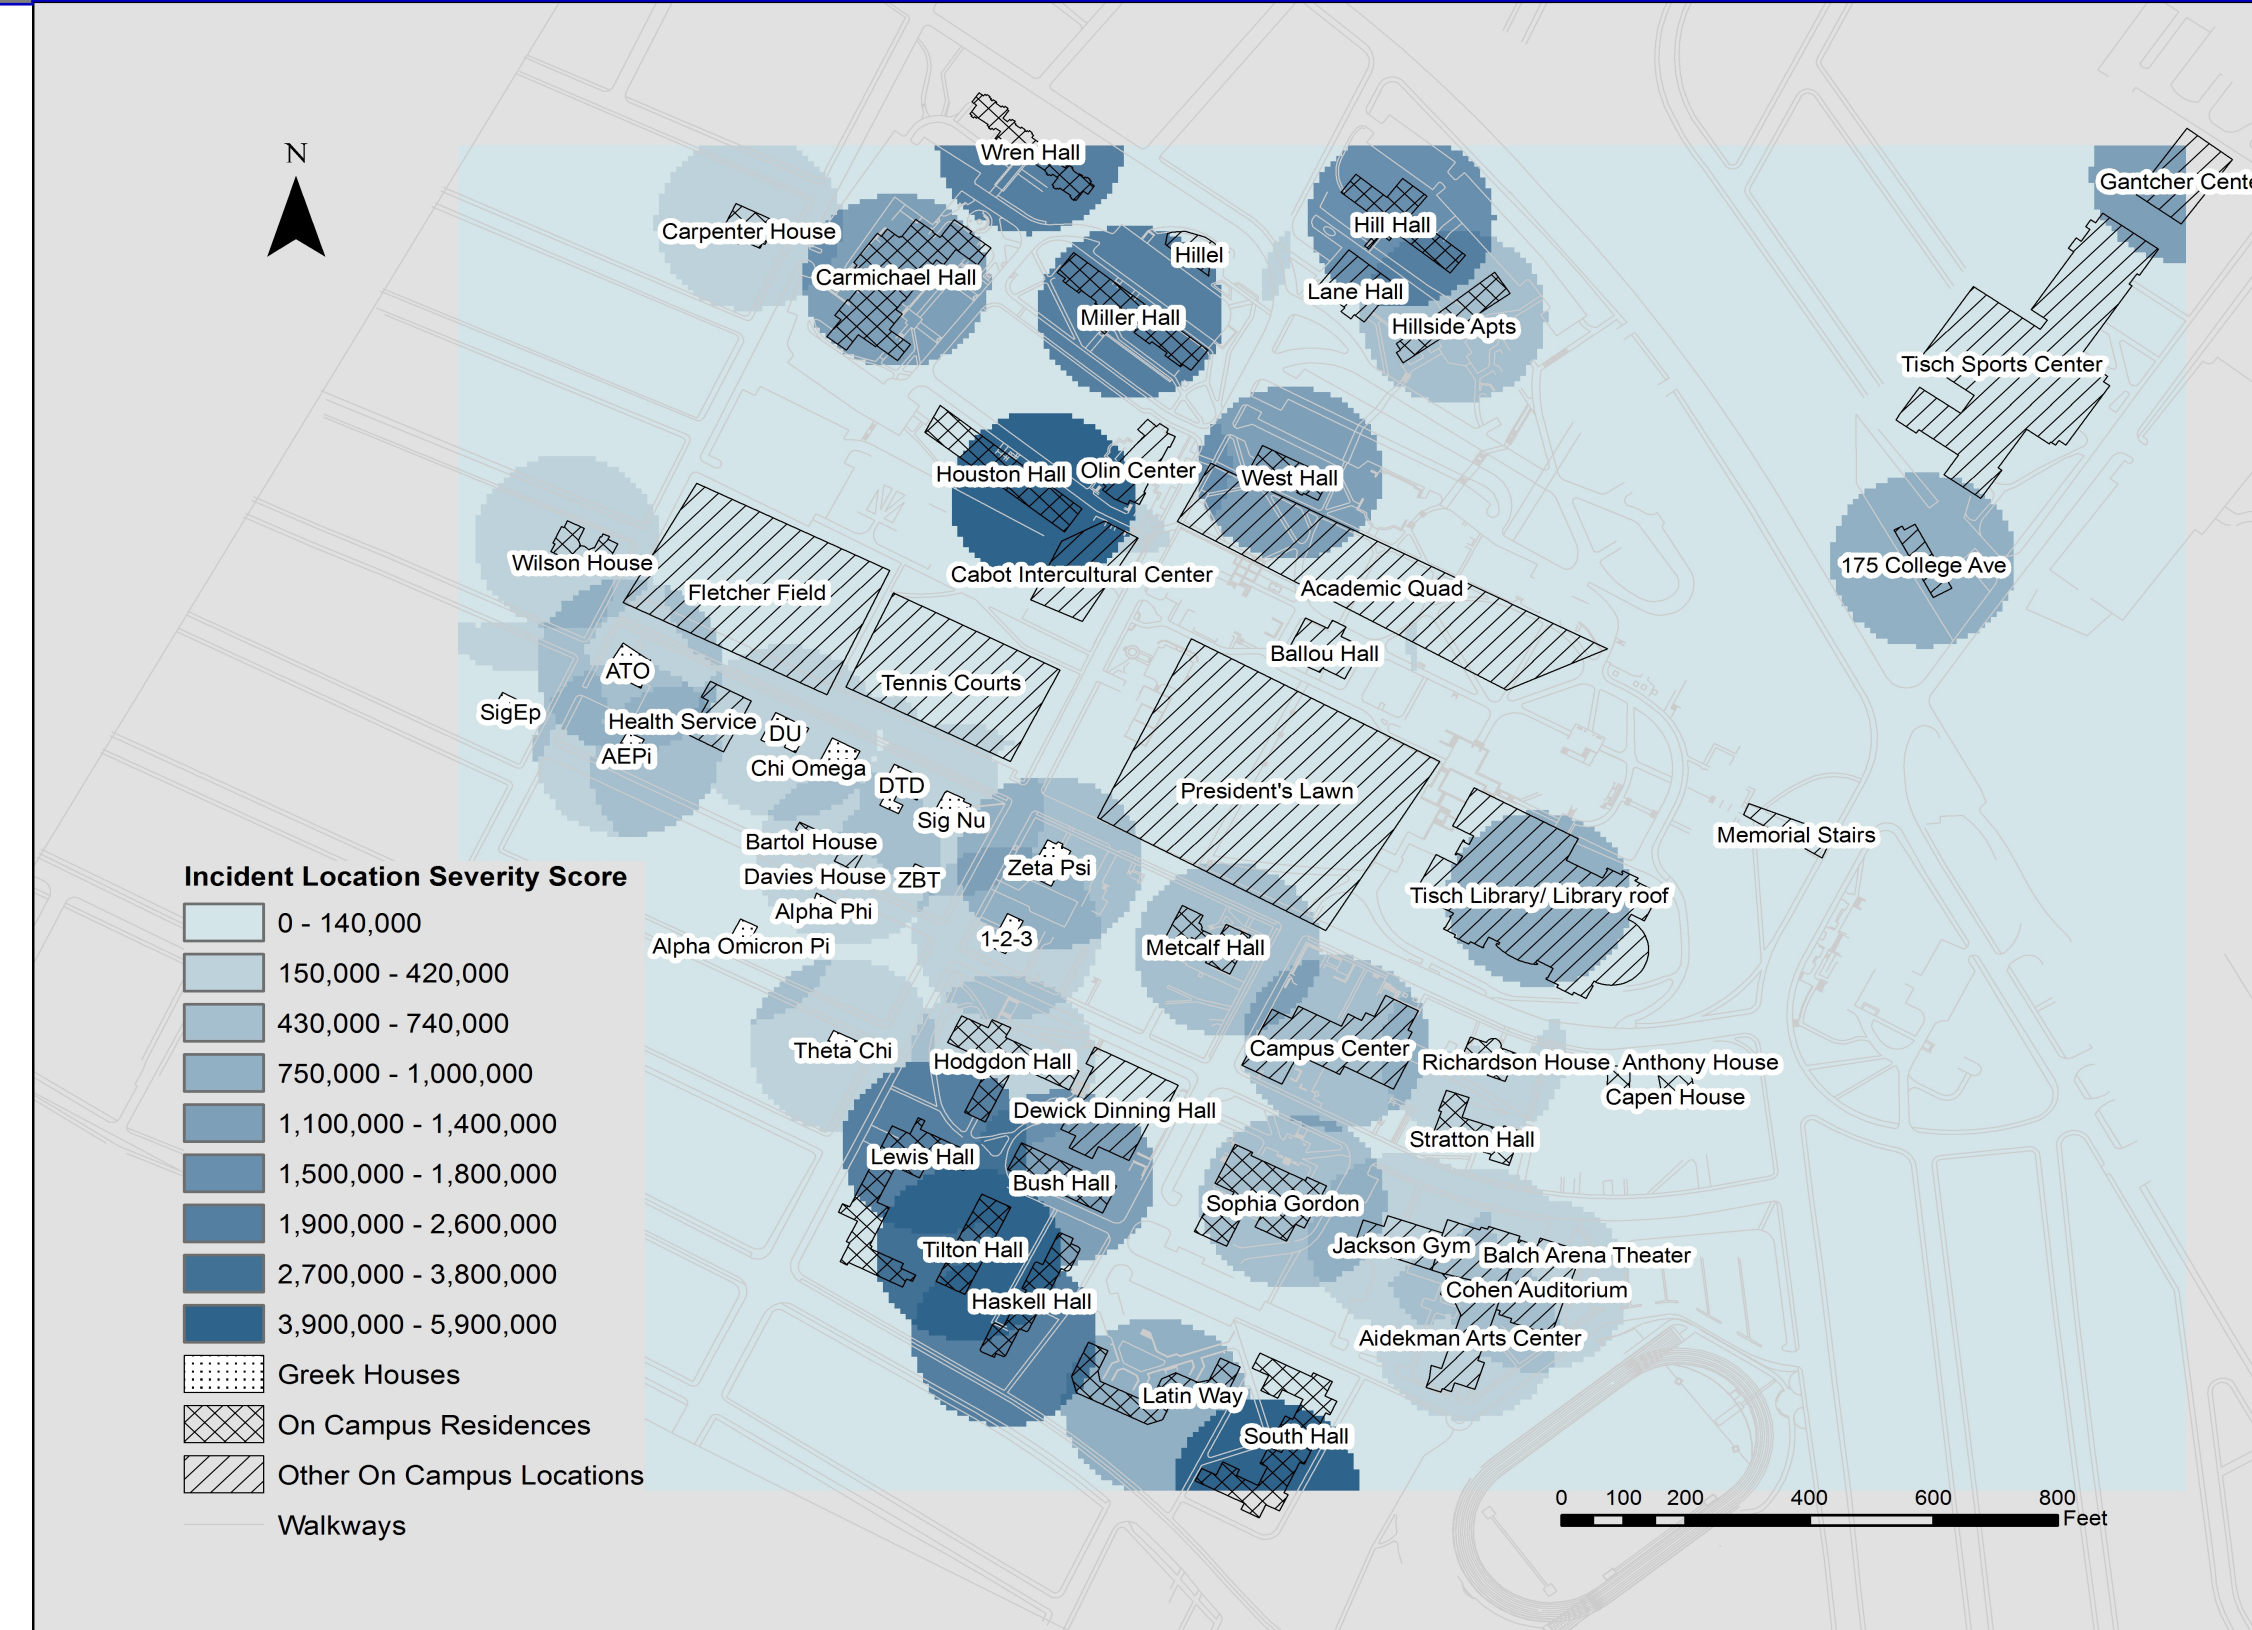 N
Wren Hall
Gantcher Cente
Carpenter House
Hill Hall
Hillel
Carmichael Hall
Lane Hall
Miller Hall
Hillside Apts
Tisch Sports Center
Houston Hall
Olin Center
West Hall
Wilson House
175 College Ave
Cabot Intercultural Center
Fletcher Field
Academic Quad
Ballou Hall
ATO
Tennis Courts
SigEp
Health Service
DU
AEPi
Chi Omega
DTD
President's Lawn
Sig Nu
Memorial Stairs
Bartol House
Zeta Psi
Davies House
ZBT
Tisch Library/ Library roof
Alpha Phi
1-2-3
Alpha Omicron Pi
Metcalf Hall
Theta Chi
Hodgdon Hall
Campus Center
Richardson House
Anthony House
Capen House
Dewick Dinning Hall
Stratton Hall
Lewis Hall
Bush Hall
Sophia Gordon
Tilton Hall
Jackson Gym
Balch Arena Theater
Cohen Auditorium
Haskell Hall
Aidekman Arts Center
Latin Way
South Hall
Incident Location Severity Score
0 - 140,000
150,000 - 420,000
430,000 - 740,000
750,000 - 1,000,000
1,100,000 - 1,400,000
1,500,000 - 1,800,000
1,900,000 - 2,600,000
2,700,000 - 3,800,000
3,900,000 - 5,900,000
Greek Houses
On Campus Residences
Other On Campus Locations
Walkways
0 100 200 400 600 800
Feet